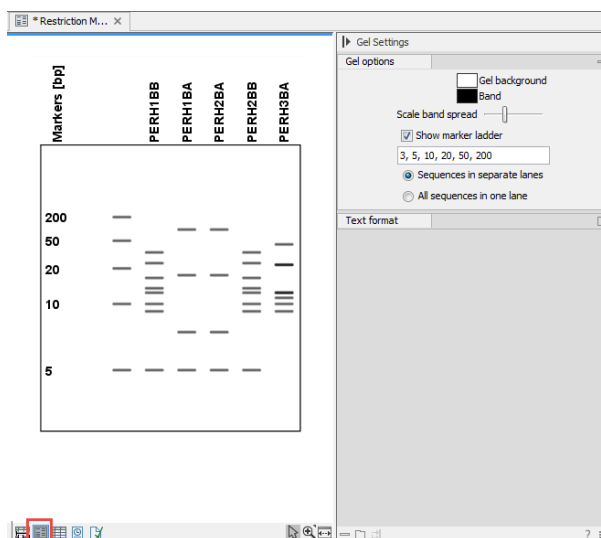 * Restriction M...
Gel Settings
Gel options
Gel background
Band
Scale band spread
Show marker ladder
3, 5, 10, 20, 50, 200
Sequences in separate lanes
All sequences in one lane
Text format
Markers [bp]
PERH1BB
PERH1BA
PERH2BA
PERH2BB
PERH3BA
200
50
20
10
5
?